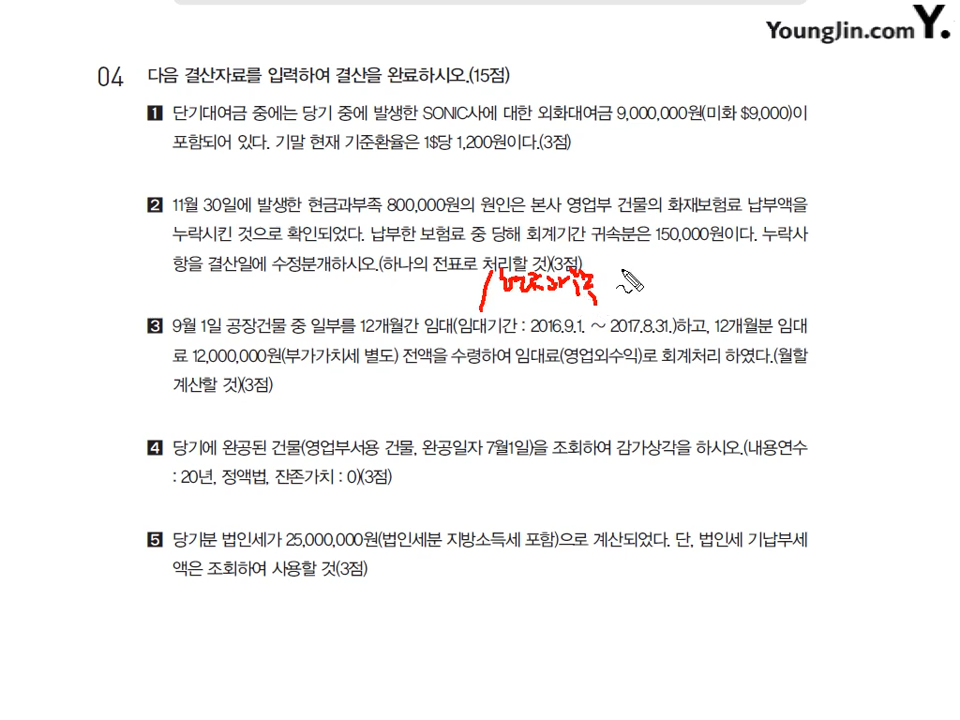 YoungJin.com Y.
04 다음 결산자료를 입력하여 결산을 완료하시오.(15점)
1 단기대여금 중에는 당기 중에 발생한 SONIC사에 대한 외화대여금 9,000,000원(미화 $9,000)이
포함되어 있다. 기말 현재 기준환율은 1$당 1,200원이다.(3점)
2 11월 30일에 발생한 현금과부족 800,000원의 원인은 본사 영업부 건물의 화재보험료 납부액을
누락시킨 것으로 확인되었다. 납부한 보험료 중 당해 회계기간 귀속분은 150,000원이다. 누락사
항을 결산일에 수정분개하시오.(하나의 전표로 처리할 것)(3점)
3 9월 1일 공장건물 중 일부를 12개월간 임대(임대기간 : 2016.9.1. ~ 2017.8.31.)하고, 12개월분 임대
료 12,000,000원(부가가치세 별도) 전액을 수령하여 임대료(영업외수익)로 회계처리 하였다.(월할
계산할 것)(3점)
4 당기에 완공된 건물(영업부서용 건물, 완공일자 7월1일)을 조회하여 감가상각을 하시오.(내용연수
: 20년, 정액법, 잔존가치 : 0)(3점)
5 당기분 법인세가 25,000,000원(법인세분 지방소득세 포함)으로 계산되었다. 단, 법인세 기납부세
액은 조회하여 사용할 것(3점)